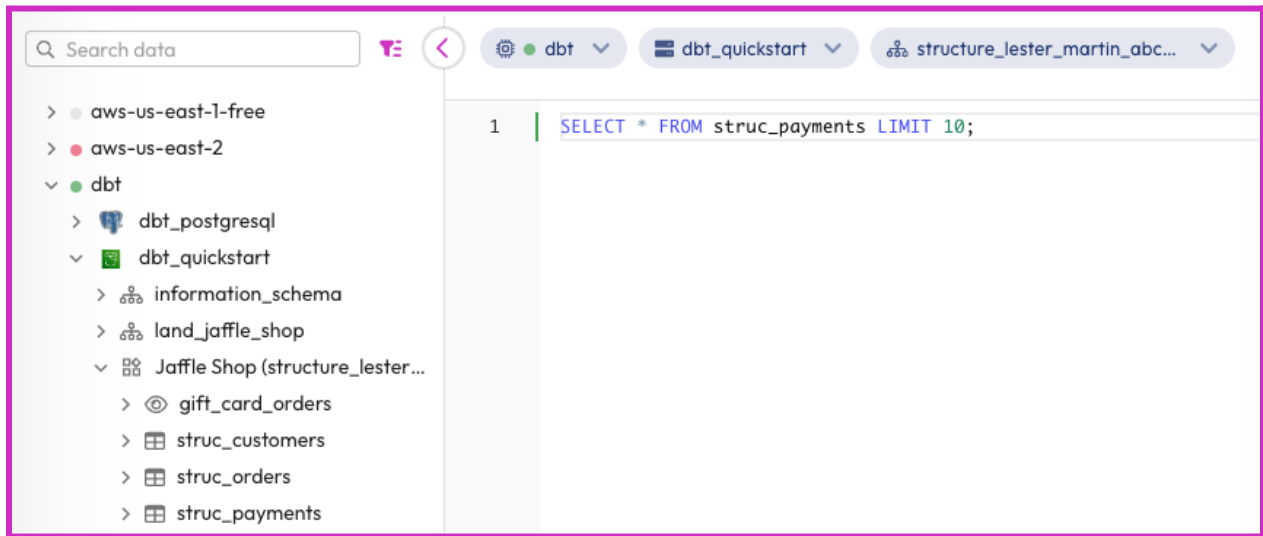 Search data
dbt
dbt_quickstart
structure_lester_martin_abc...
aws-us-east-1-free
aws-us-east-2
dbt
dbt_postgresql
dbt_quickstart
information_schema
land_jaffle_shop
Jaffle Shop (structure_lester...
gift_card_orders
struc_customers
struc_orders
struc_payments
1 SELECT * FROM struc_payments LIMIT 10;